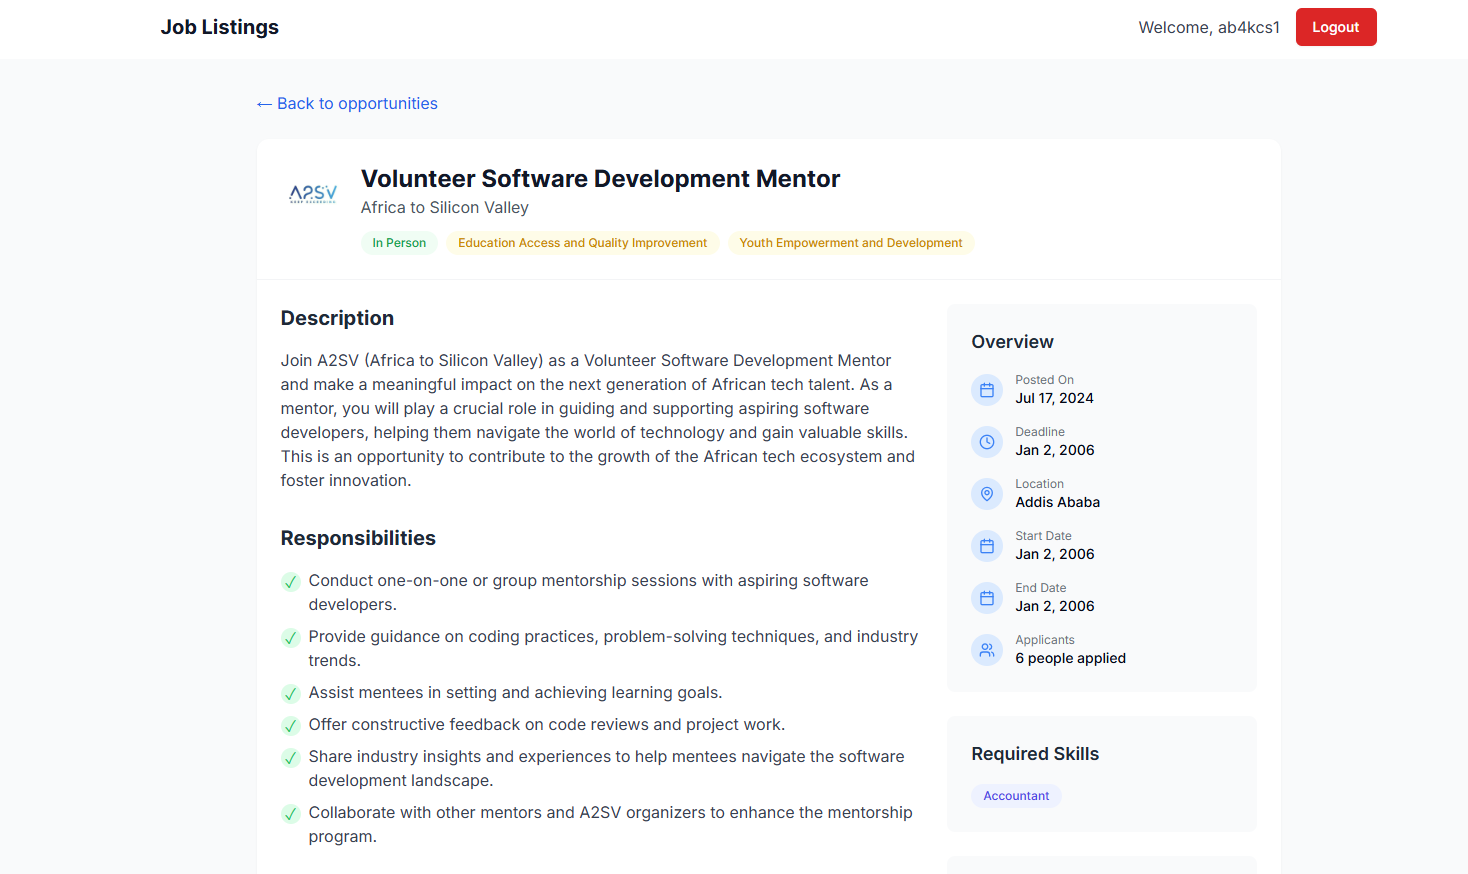 Job Listings
Welcome, ab4kcs1
Logout
← Back to opportunities
A2SV
Volunteer Software Development Mentor
Africa to Silicon Valley
In Person
Education Access and Quality Improvement
Youth Empowerment and Development
Description
Join A2SV (Africa to Silicon Valley) as a Volunteer Software Development Mentor
and make a meaningful impact on the next generation of African tech talent. As a
mentor, you will play a crucial role in guiding and supporting aspiring software
developers, helping them navigate the world of technology and gain valuable skills.
This is an opportunity to contribute to the growth of the African tech ecosystem and
foster innovation.
Responsibilities
Conduct one-on-one or group mentorship sessions with aspiring software
developers.
Provide guidance on coding practices, problem-solving techniques, and industry
trends.
Assist mentees in setting and achieving learning goals.
Offer constructive feedback on code reviews and project work.
Share industry insights and experiences to help mentees navigate the software
development landscape.
Collaborate with other mentors and A2SV organizers to enhance the mentorship
program.
Overview
Posted On
Jul 17, 2024
Deadline
Jan 2, 2006
Location
Addis Ababa
Start Date
Jan 2, 2006
End Date
Jan 2, 2006
Applicants
6 people applied
Required Skills
Accountant